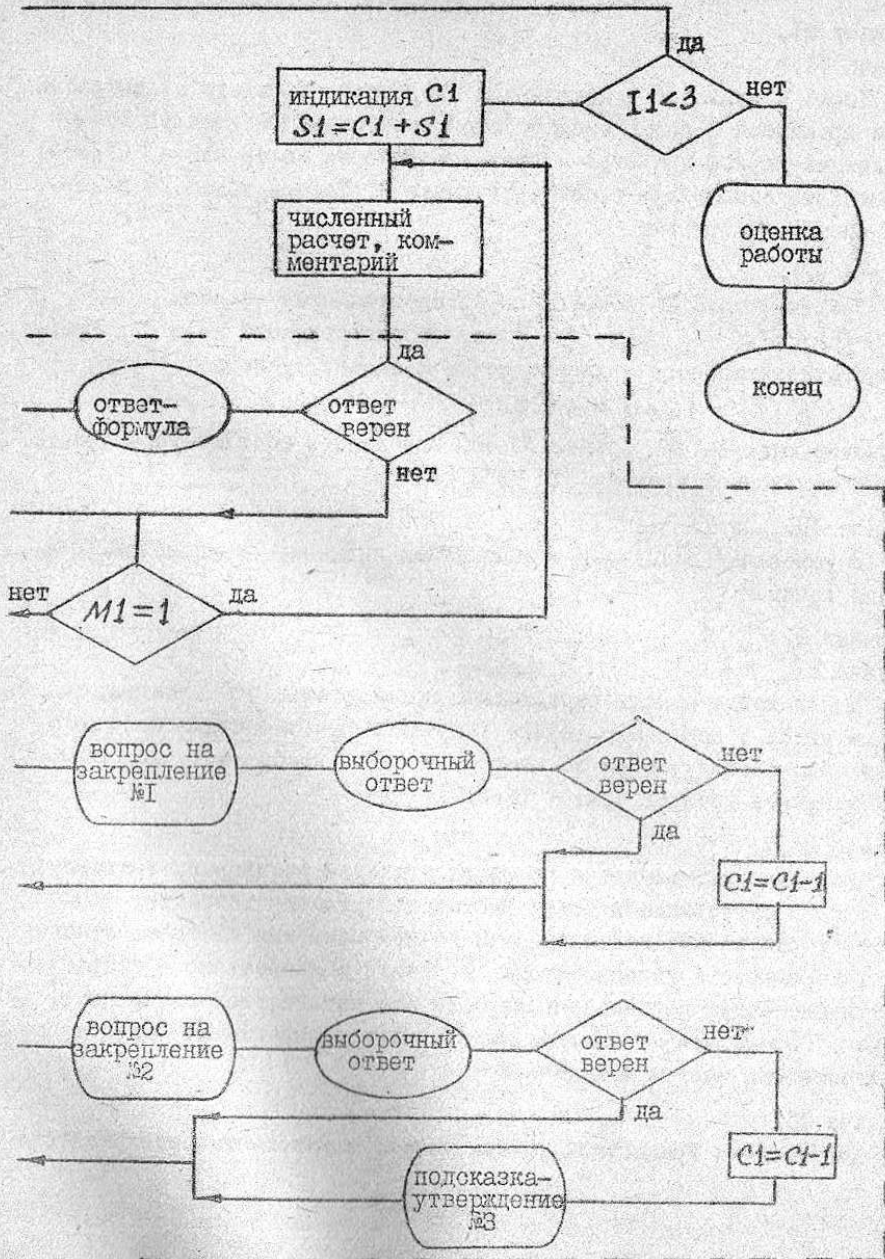 да
индикация C1
S1=C1+S1
I1<3
нет
численный
расчет, ком-
ментарий
оценка
работы
да
ответ-
формула
ответ
верен
конец
нет
нет
M1=1
да
вопрос на
закрепление
№I
выборочный
ответ
ответ
верен
нет
да
C1=C1-1
вопрос на
закрепление
№2
выборочный
ответ
ответ
верен
нет
да
C1=C1-1
подсказка-
утверждение
№3